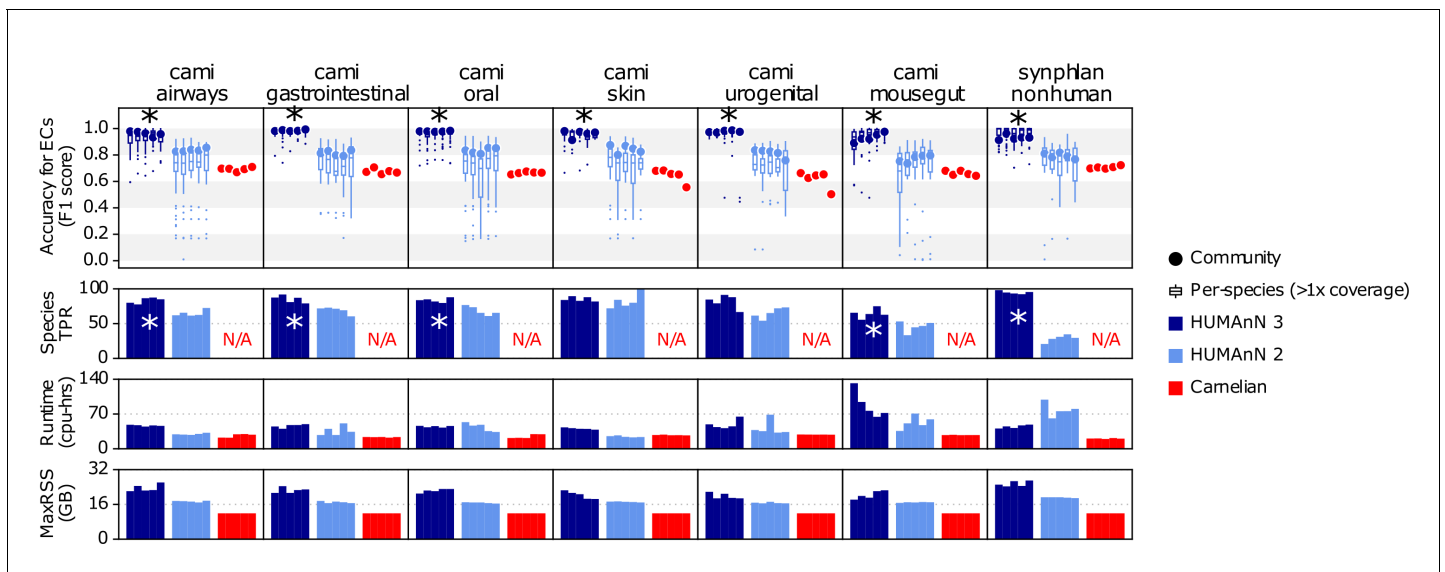 cami
airways
cami
gastrointestinal
cami
oral
cami
skin
cami
urogenital
cami
mousegut
synphlan
nonhuman
* * * * * * *
Accuracy for ECs
(F1 score)
1.0
0.8
0.6
0.4
0.2
0.0
Species
TPR
100
50
0
* N/A * N/A * N/A N/A N/A * N/A * N/A
Runtime
(cpu-hrs)
140
70
0
MaxRSS
(GB)
32
16
0
Community
Per-species (>1x coverage)
HUMAnN 3
HUMAnN 2
Carnelian